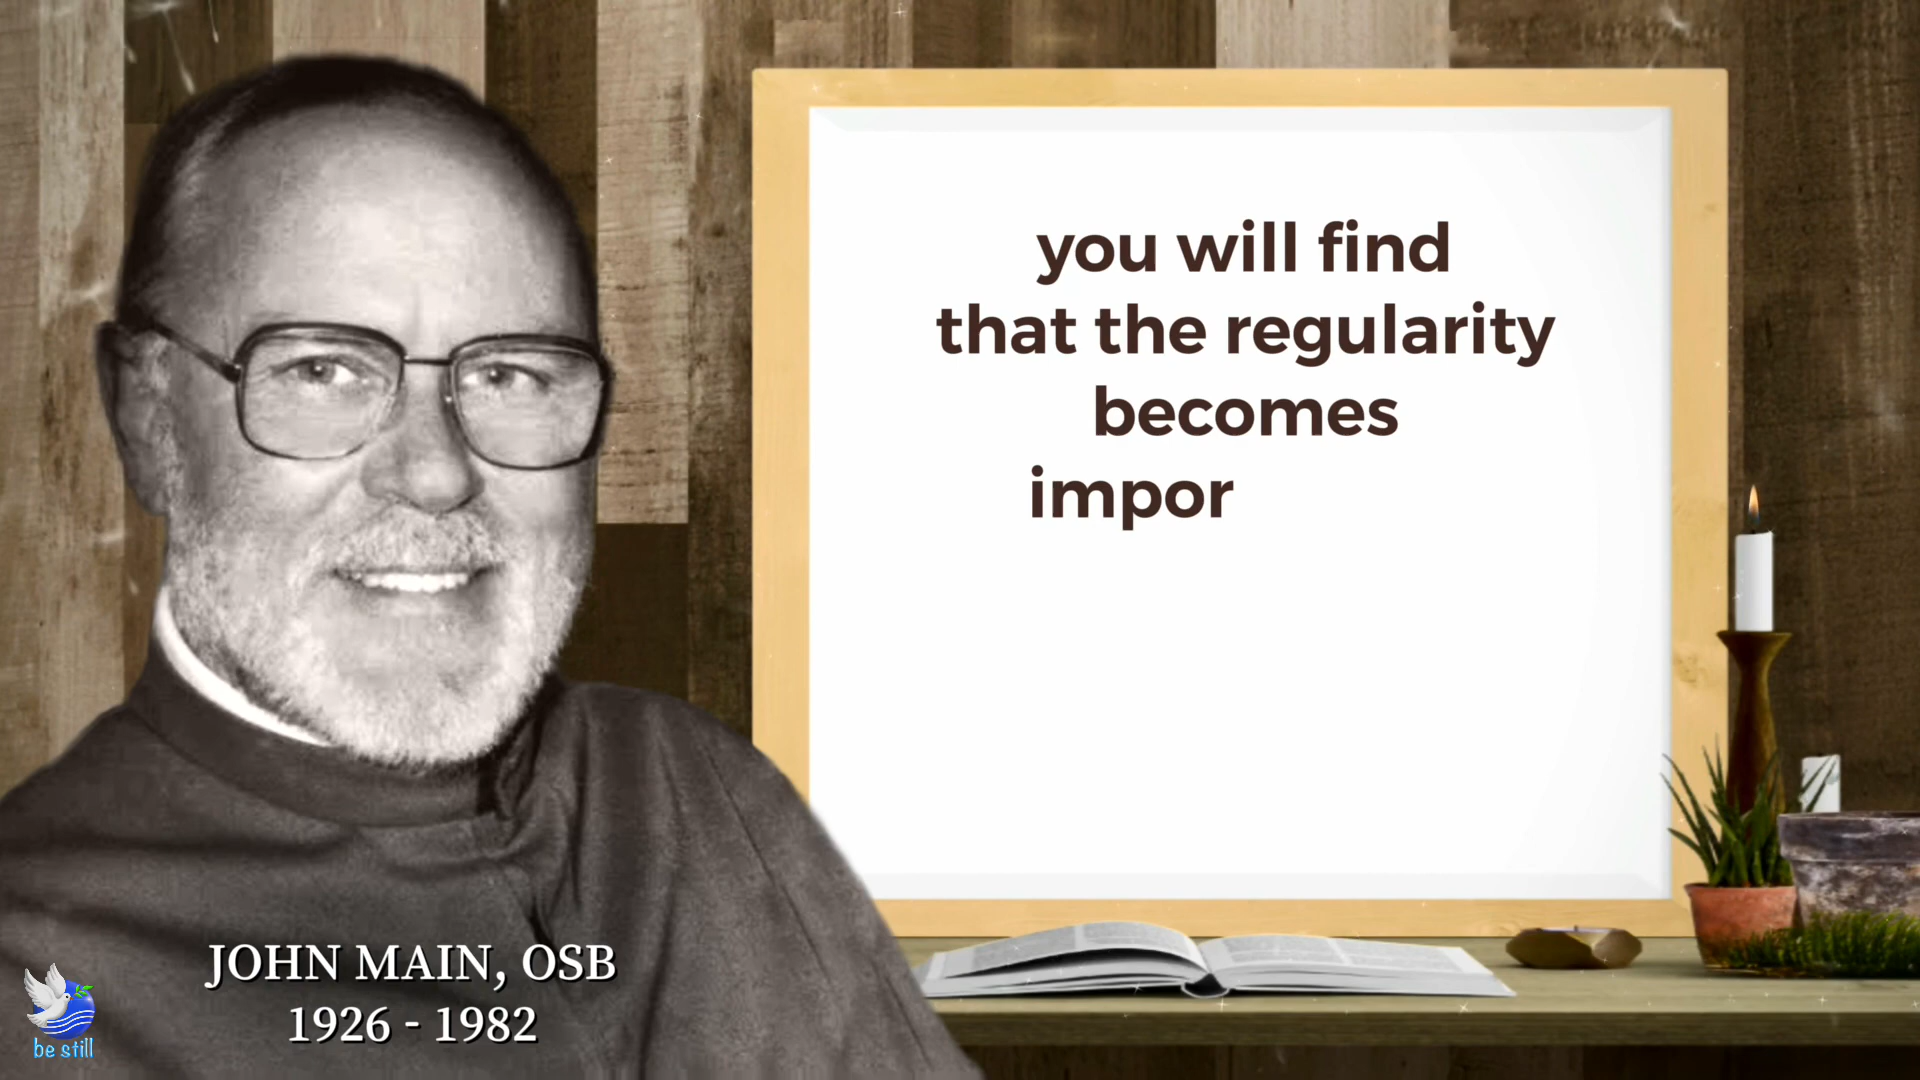 you will find
that the regularity
becomes
impor
JOHN MAIN, OSB
1926 - 1982
be still